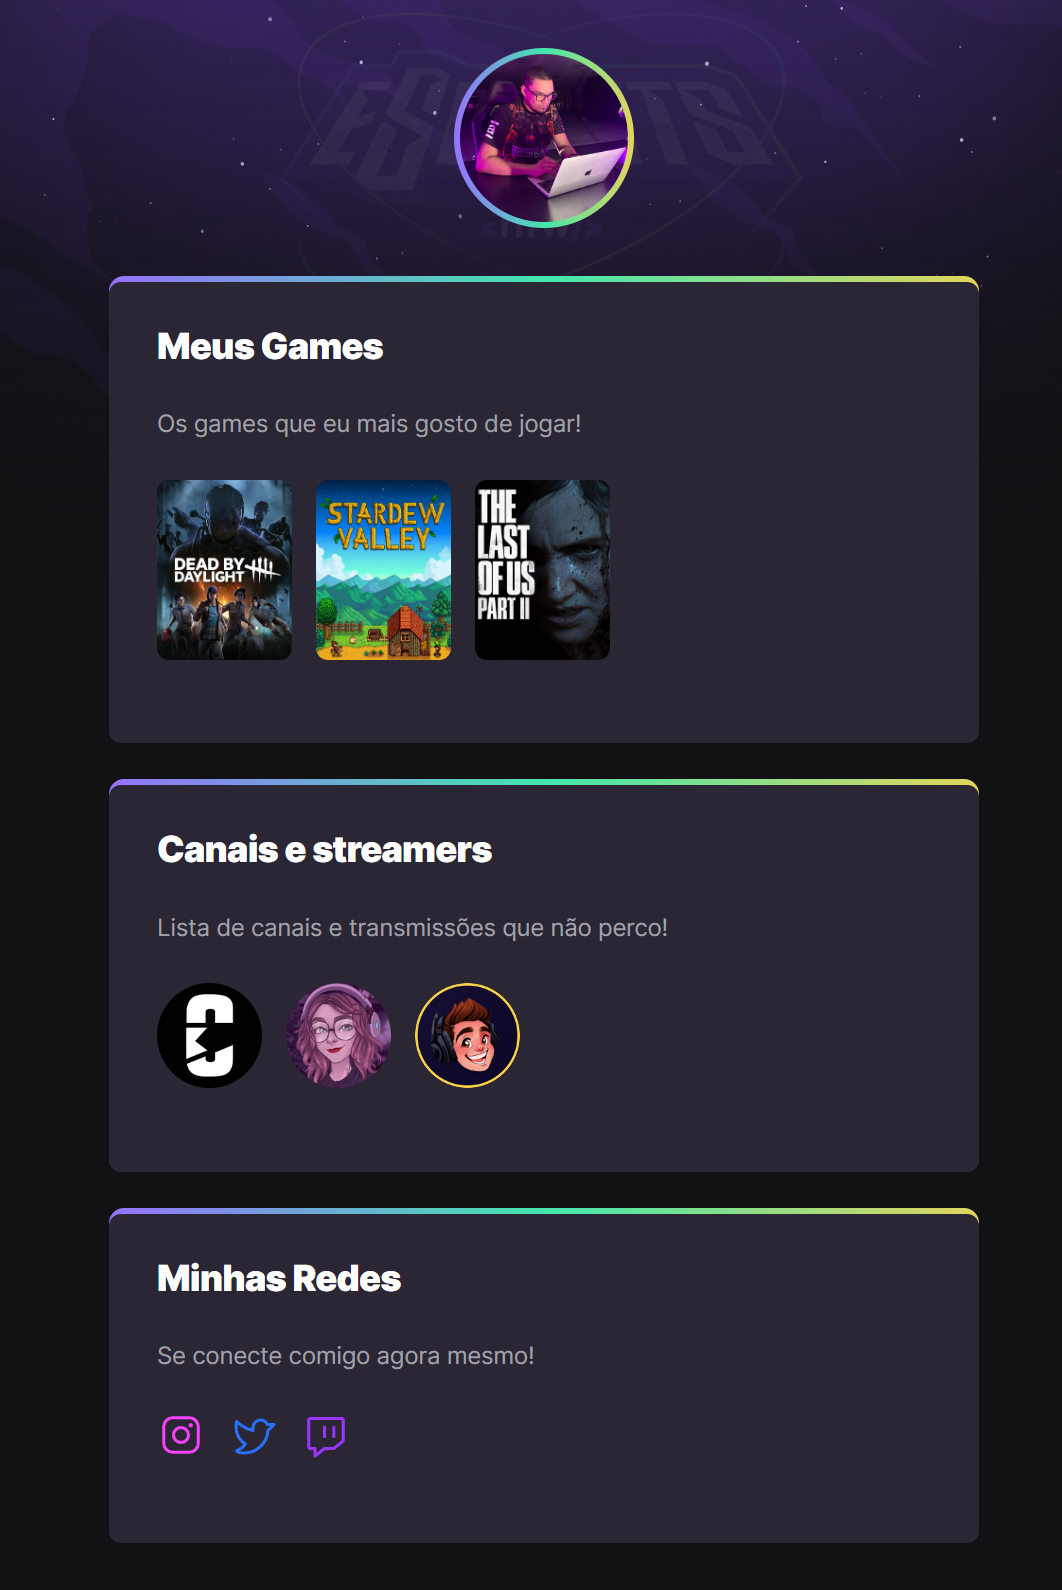 Meus Games
Os games que eu mais gosto de jogar!
DEAD BY
DAYLIGHT
STARDEW
VALLEY
THE
LAST
OF US
PART II
Canais e streamers
Lista de canais e transmissões que não perco!
Minhas Redes
Se conecte comigo agora mesmo!